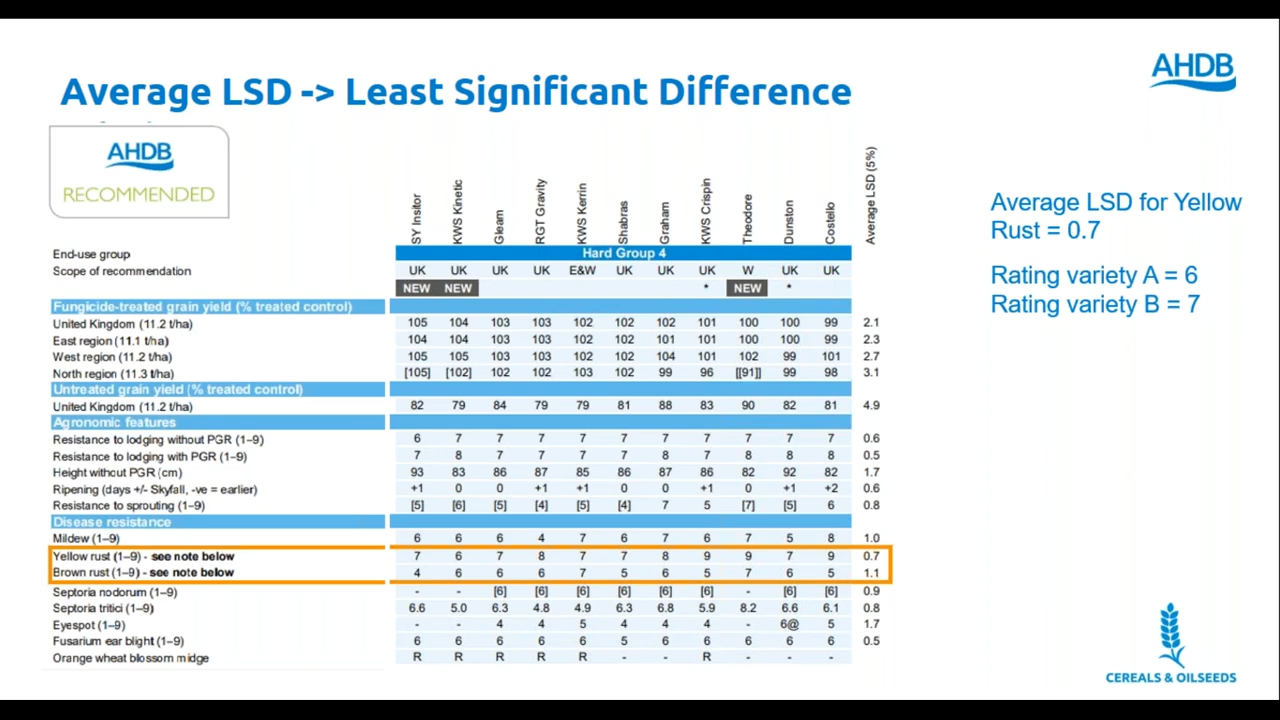 Average LSD -> Least Significant Difference
AHDB
AHDB
RECOMMENDED
SY Insitor KWS Kinetic Gleam RGT Gravity KWS Kerrin Shabras Graham KWS Crispin Theodore Dunston Costello Average LSD (5%)
End-use group Hard Group 4
Scope of recommendation UK UK UK UK E&W UK UK UK W UK UK
NEW NEW * NEW *
Fungicide-treated grain yield (% treated control)
United Kingdom (11.2 t/ha) 105 104 103 103 102 102 102 101 100 100 99 2.1
East region (11.1 t/ha) 104 104 103 103 102 102 101 101 100 100 99 2.3
West region (11.2 t/ha) 105 105 103 103 102 102 104 101 102 99 101 2.7
North region (11.3 t/ha) [105] [102] 102 102 103 102 99 96 [[91]] 99 98 3.1
Untreated grain yield (% treated control)
United Kingdom (11.2 t/ha) 82 79 84 79 79 81 88 83 90 82 81 4.9
Agronomic features
Resistance to lodging without PGR (1–9) 6 7 7 7 7 7 7 7 7 7 7 0.6
Resistance to lodging with PGR (1–9) 7 8 7 7 7 7 8 7 8 8 8 0.5
Height without PGR (cm) 93 83 86 87 85 86 87 86 82 92 82 1.7
Ripening (days +/- Skyfall, -ve = earlier) +1 0 0 +1 +1 0 0 +1 0 +1 +2 0.6
Resistance to sprouting (1–9) [5] [6] [5] [4] [5] [4] 7 5 [7] [5] 6 0.8
Disease resistance
Mildew (1–9) 6 6 6 4 7 6 7 6 7 5 8 1.0
Yellow rust (1–9) - see note below 7 6 7 8 7 7 8 9 9 7 9 0.7
Brown rust (1–9) - see note below 4 6 6 6 7 5 6 5 7 6 5 1.1
Septoria nodorum (1–9) - - [6] [6] [6] [6] [6] [6] - [6] [6] 0.9
Septoria tritici (1–9) 6.6 5.0 6.3 4.8 4.9 6.3 6.8 5.9 8.2 6.6 6.1 0.8
Eyespot (1–9) - - 4 4 5 4 4 4 - 6@ 5 1.7
Fusarium ear blight (1–9) 6 6 6 6 6 5 6 6 6 6 6 0.5
Orange wheat blossom midge R R R R R - - R - - -
Average LSD for Yellow
Rust = 0.7
Rating variety A = 6
Rating variety B = 7
CEREALS & OILSEEDS